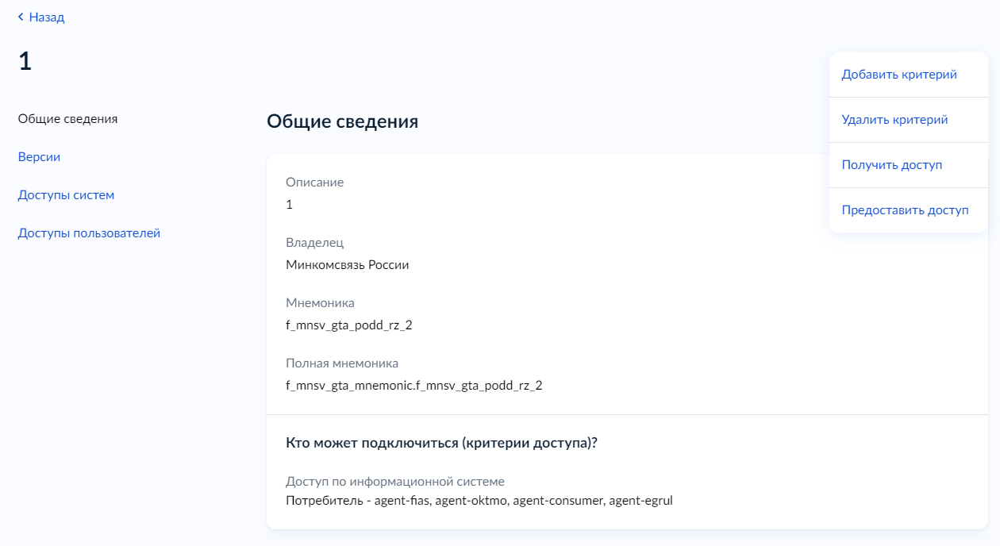 Назад
1
Общие сведения
Версии
Доступы систем
Доступы пользователей
Общие сведения
Описание
1
Владелец
Минкомсвязь России
Мнемоника
f_mnsv_gta_podd_rz_2
Полная мнемоника
f_mnsv_gta_mnemonic.f_mnsv_gta_podd_rz_2
Кто может подключиться (критерии доступа)?
Доступ по информационной системе
Потребитель - agent-fias, agent-oktmo, agent-consumer, agent-egrul
Добавить критерий
Удалить критерий
Получить доступ
Предоставить доступ